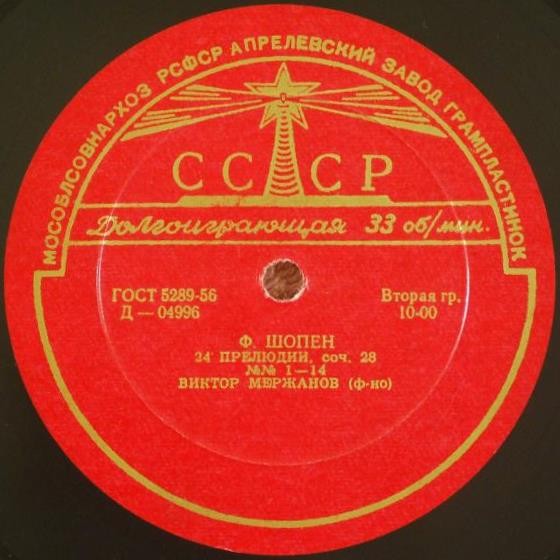 МОСОБЛСОВНАРХОЗ РСФСР АПРЕЛЕВСКИЙ ЗАВОД ГРАМПЛАСТИНОК
СССР
Долгоиграющая 33 об/мин.
ГОСТ 5289-56
Д — 04996
Вторая гр.
10-00
Ф. ШОПЕН
24 ПРЕЛЮДИИ, соч. 28
№№ 1—14
ВИКТОР МЕРЖАНОВ (ф-но)